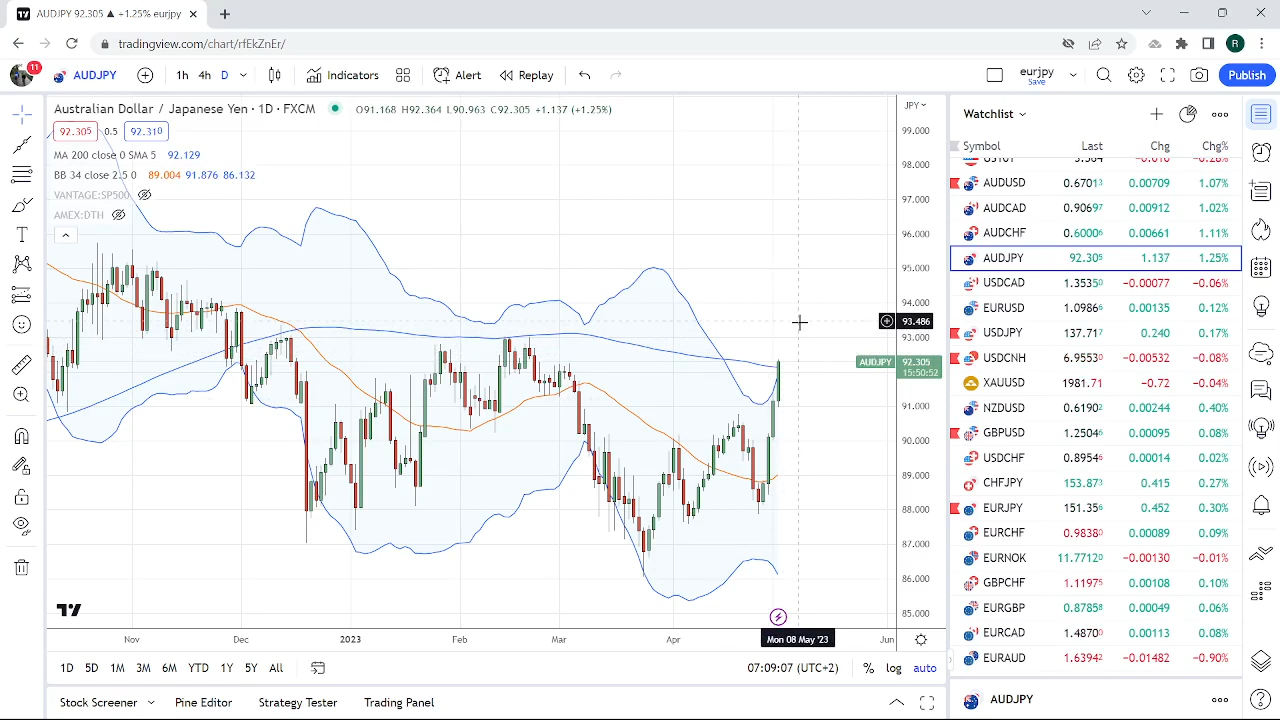 AUDJPY 92.305 ▲ +1.25% eurjpy
tradingview.com/chart/rfEkZnEr/
R
11
AUDJPY
1h 4h D
Indicators
Alert
Replay
eurjpy
Save
Publish
Australian Dollar / Japanese Yen · 1D · FXCM
O91.168 H92.364 L90.963 C92.305 +1.137 (+1.25%)
92.305 0.5 92.310
MA 200 close 0 SMA 5 92.129
BB 34 close 2.5 0 89.004 91.876 86.132
VANTAGE:SP500
AMEX:DTH
JPY
99.000
98.000
97.000
96.000
95.000
94.000
93.486
93.000
AUDJPY 92.305
15:50:52
91.000
90.000
89.000
88.000
87.000
86.000
85.000
Nov Dec 2023 Feb Mar Apr Mon 08 May '23 Jun
1D 5D 1M 3M 6M YTD 1Y 5Y All
07:09:07 (UTC+2) % log auto
Stock Screener Pine Editor Strategy Tester Trading Panel
Watchlist
Symbol Last Chg Chg%
AUDUSD 0.67013 0.00709 1.07%
AUDCAD 0.90697 0.00912 1.02%
AUDCHF 0.60006 0.00661 1.11%
AUDJPY 92.305 1.137 1.25%
USDCAD 1.35350 −0.00077 −0.06%
EURUSD 1.09866 0.00135 0.12%
USDJPY 137.717 0.240 0.17%
USDCNH 6.95530 −0.00532 −0.08%
XAUUSD 1981.71 −0.72 −0.04%
NZDUSD 0.61902 0.00244 0.40%
GBPUSD 1.25046 0.00095 0.08%
USDCHF 0.89546 0.00014 0.02%
CHFJPY 153.873 0.415 0.27%
EURJPY 151.356 0.452 0.30%
EURCHF 0.98380 0.00089 0.09%
EURNOK 11.77120 −0.00130 −0.01%
GBPCHF 1.11975 0.00108 0.10%
EURGBP 0.87858 0.00049 0.06%
EURCAD 1.48700 0.00113 0.08%
EURAUD 1.63942 −0.01482 −0.90%
AUDJPY